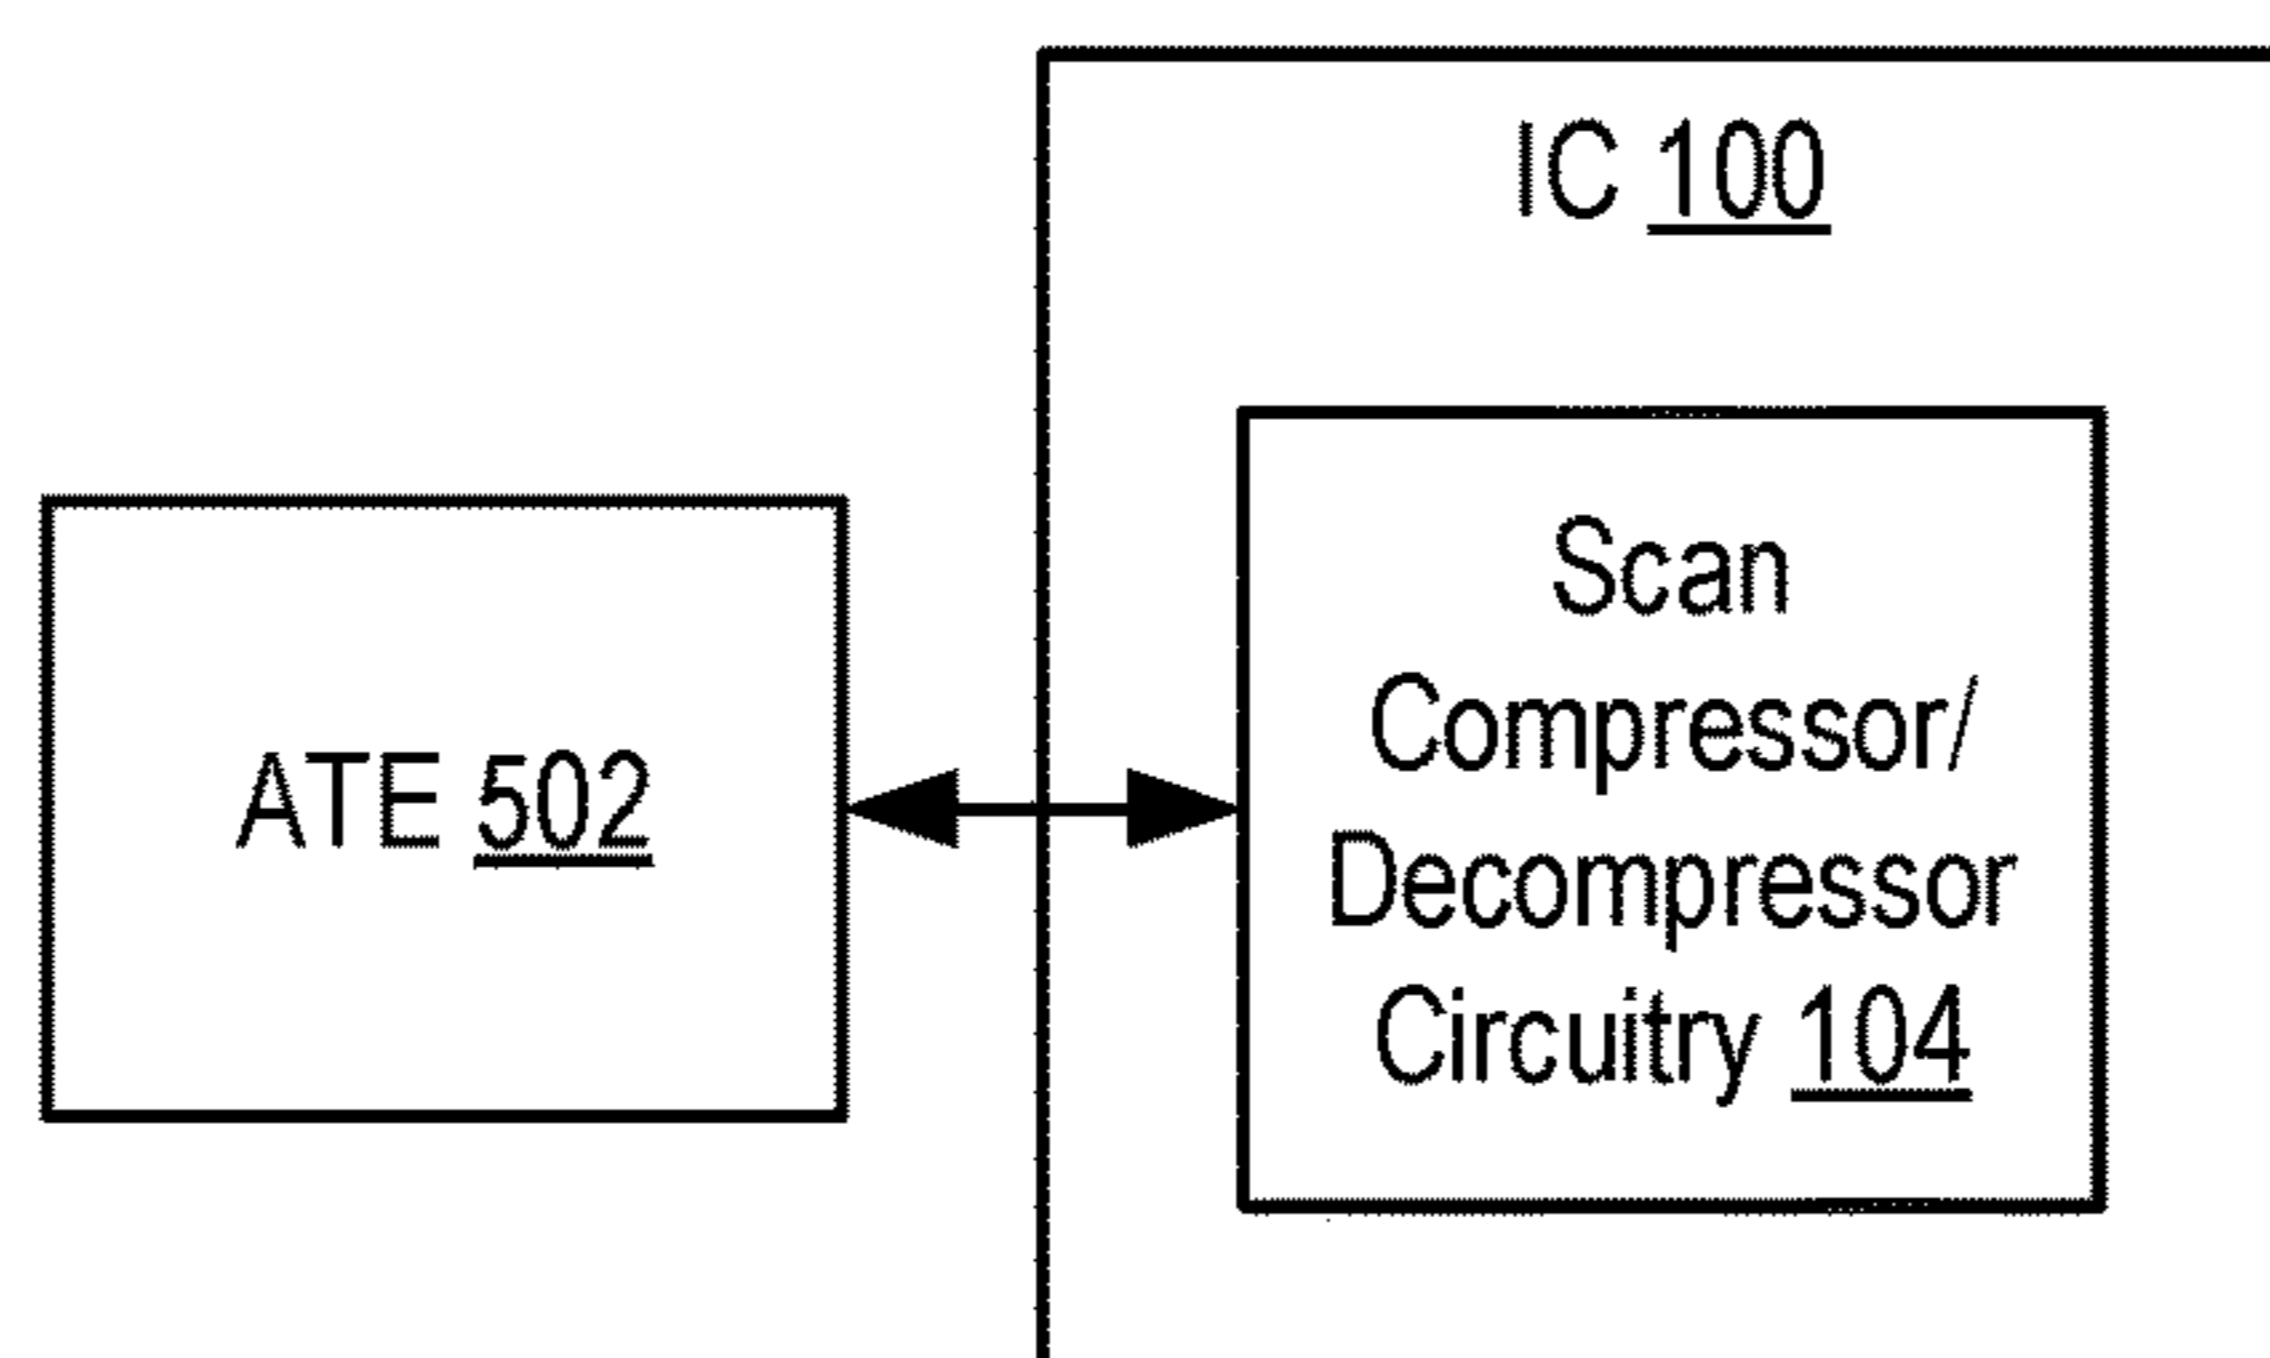 IC 100
ATE 502
Scan
Compressor/
Decompressor
Circuitry 104